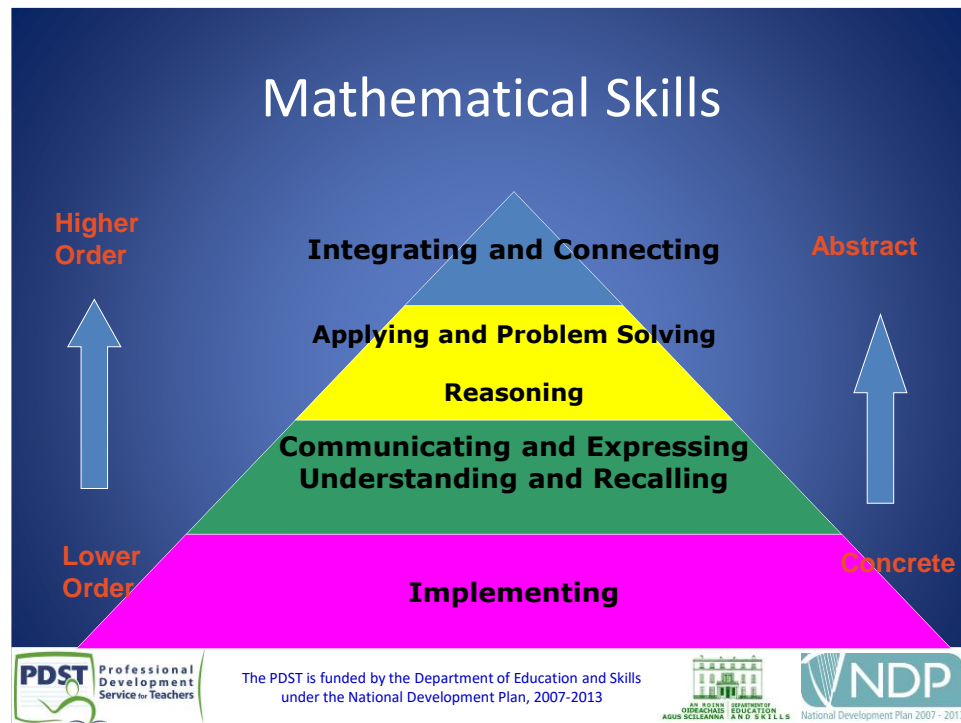 Mathematical Skills
Higher
Order
Abstract
Integrating and Connecting
Applying and Problem Solving
Reasoning
Communicating and Expressing
Understanding and Recalling
Lower
Order
Concrete
Implementing
PDST
Professional
Development
Service for Teachers
The PDST is funded by the Department of Education and Skills
under the National Development Plan, 2007-2013
AN ROINN
OIDEACHAIS
AGUS SCILEANNA
DEPARTMENT OF
EDUCATION
AND SKILLS
NDP
National Development Plan 2007 - 2013